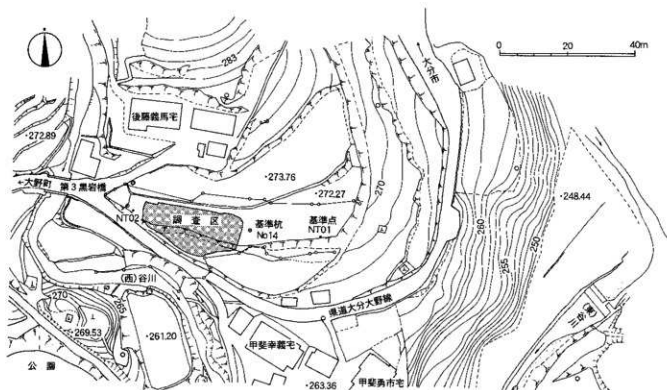 0 20 40m
大分市
283
後藤義馬宅
272.89
273.76
272.27
270
248.44
←大野町 第3黒岩橋
NT02
調査区
基準杭 No14
基準点 NT01
260
255
250
(西)谷川
県道大分大野線
270
265
269.53
261.20
公園
甲斐幸義宅
263.36
甲斐勇市宅